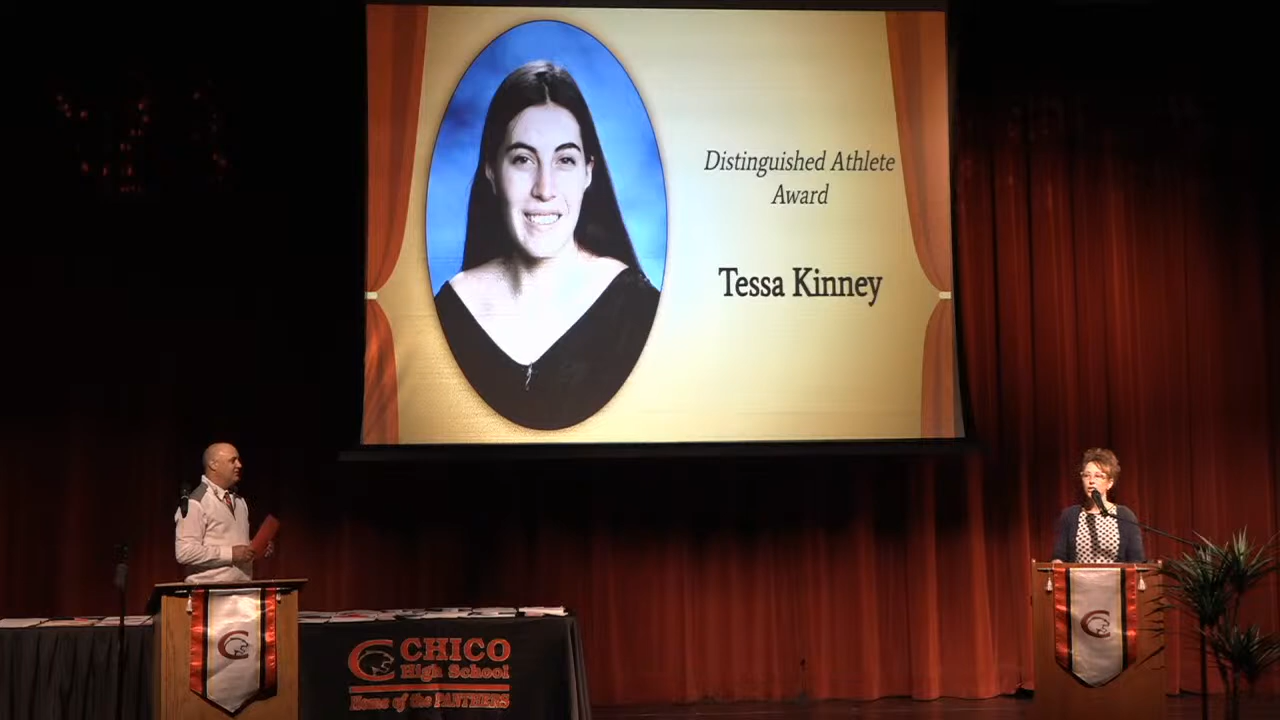 Distinguished Athlete
Award
Tessa Kinney
CHICO
High School
Home of the PANTHERS